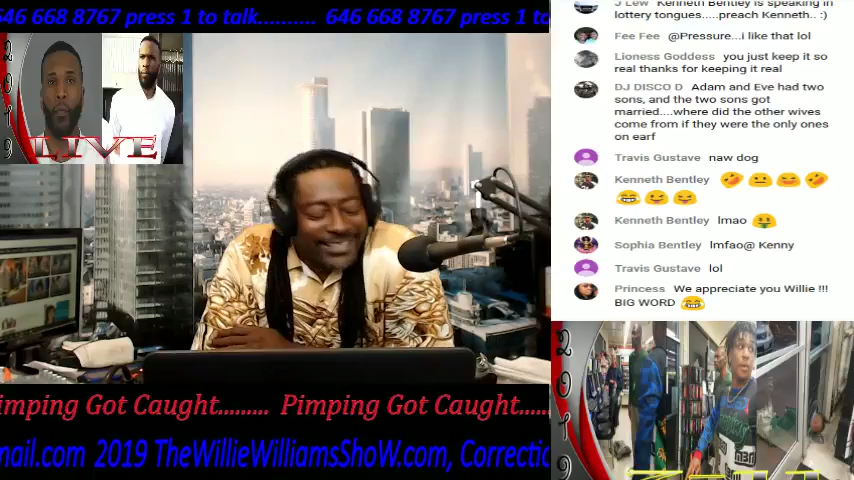 646 668 8767 press 1 to talk.......... 646 668 8767 press 1 to
2019
LIVE
J Lew Kenneth Bentley is speaking in
lottery tongues.....preach Kenneth.. :)
Fee Fee @Pressure...i like that lol
Lioness Goddess you just keep it so
real thanks for keeping it real
DJ DISCO D Adam and Eve had two
sons, and the two sons got
married....where did the other wives
come from if they were the only ones
on earf
Travis Gustave naw dog
Kenneth Bentley 🤣😐😆🤣
😂😜😝
Kenneth Bentley lmao 🤑
Sophia Bentley lmfao@ Kenny
Travis Gustave lol
Princess We appreciate you Willie !!!
BIG WORD 😂
2019
imping Got Caught......... Pimping Got Caught......
mail.com 2019 TheWillieWilliamsShoW.com, Correctio